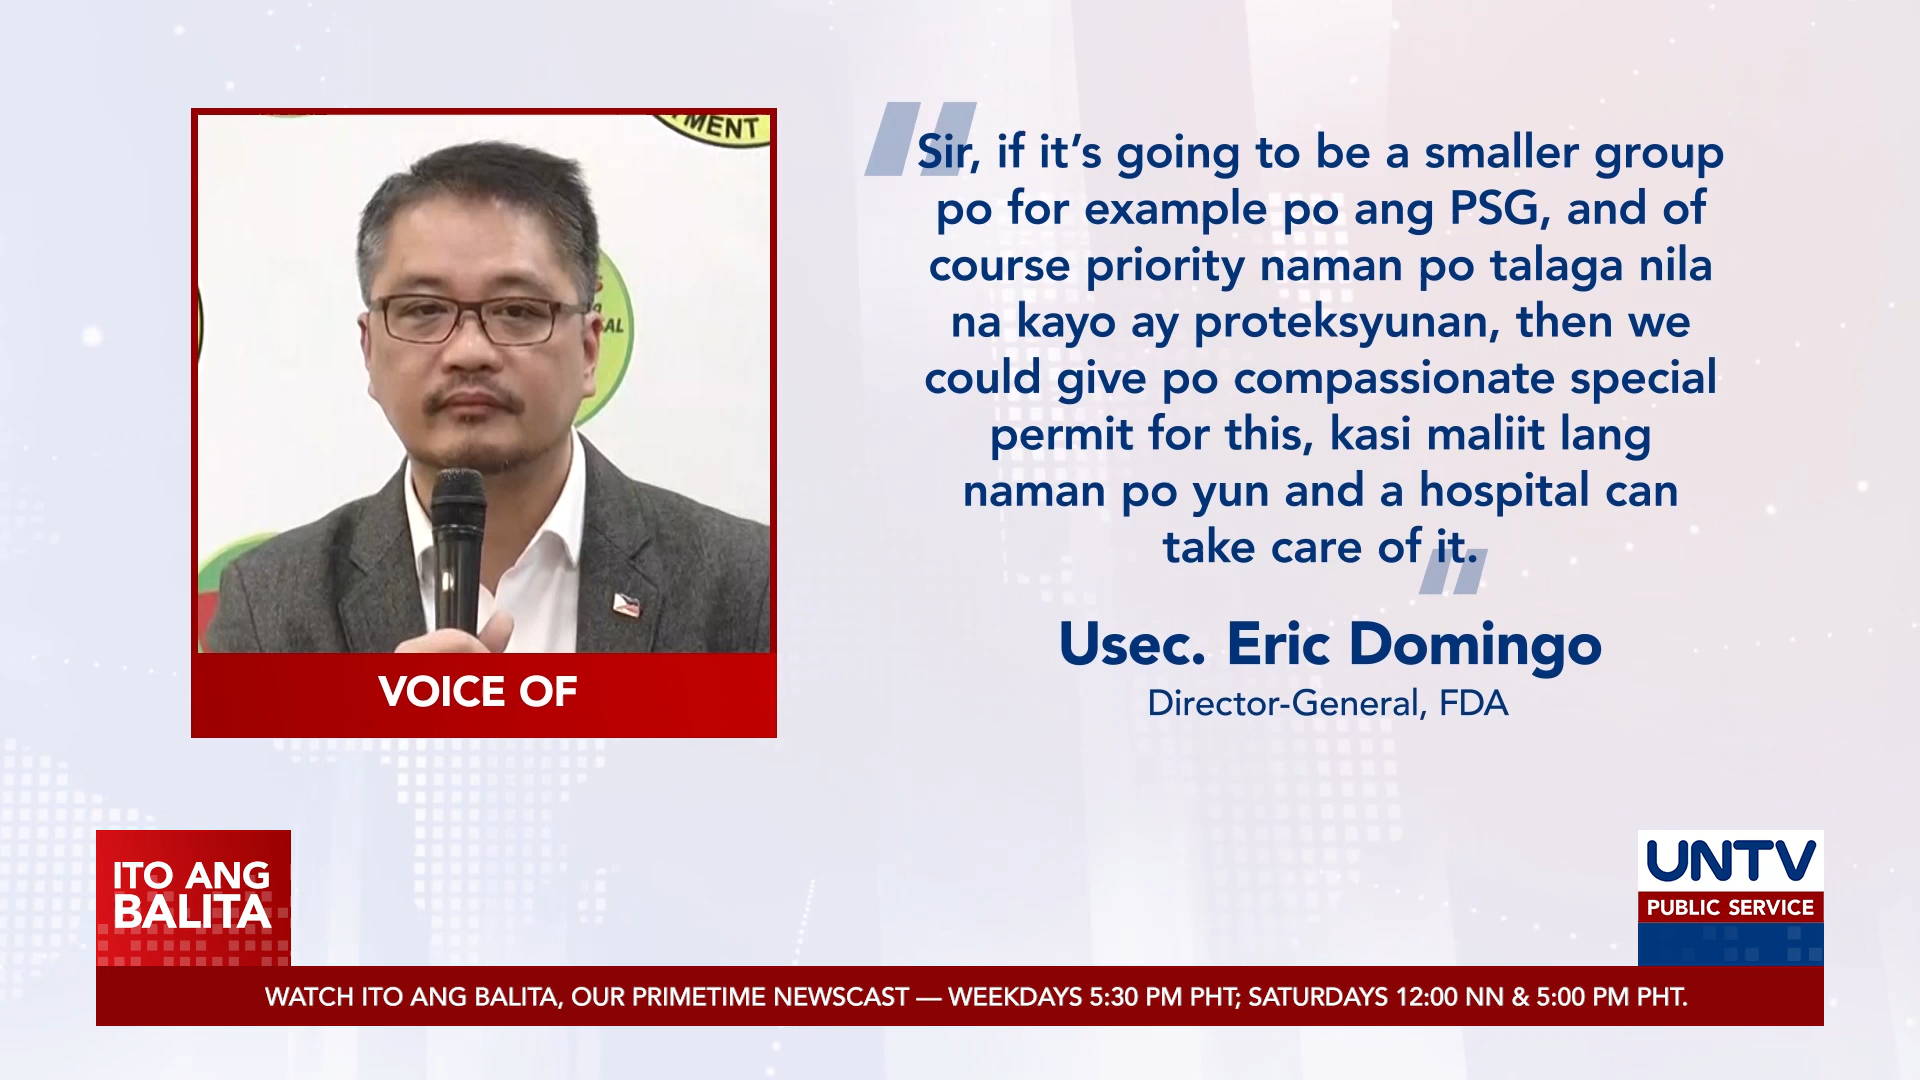 YMENT
SAL
VOICE OF
"Sir, if it’s going to be a smaller group
po for example po ang PSG, and of
course priority naman po talaga nila
na kayo ay proteksyunan, then we
could give po compassionate special
permit for this, kasi maliit lang
naman po yun and a hospital can
take care of it."
Usec. Eric Domingo
Director-General, FDA
ITO ANG
BALITA
UNTV
PUBLIC SERVICE
WATCH ITO ANG BALITA, OUR PRIMETIME NEWSCAST — WEEKDAYS 5:30 PM PHT; SATURDAYS 12:00 NN & 5:00 PM PHT.